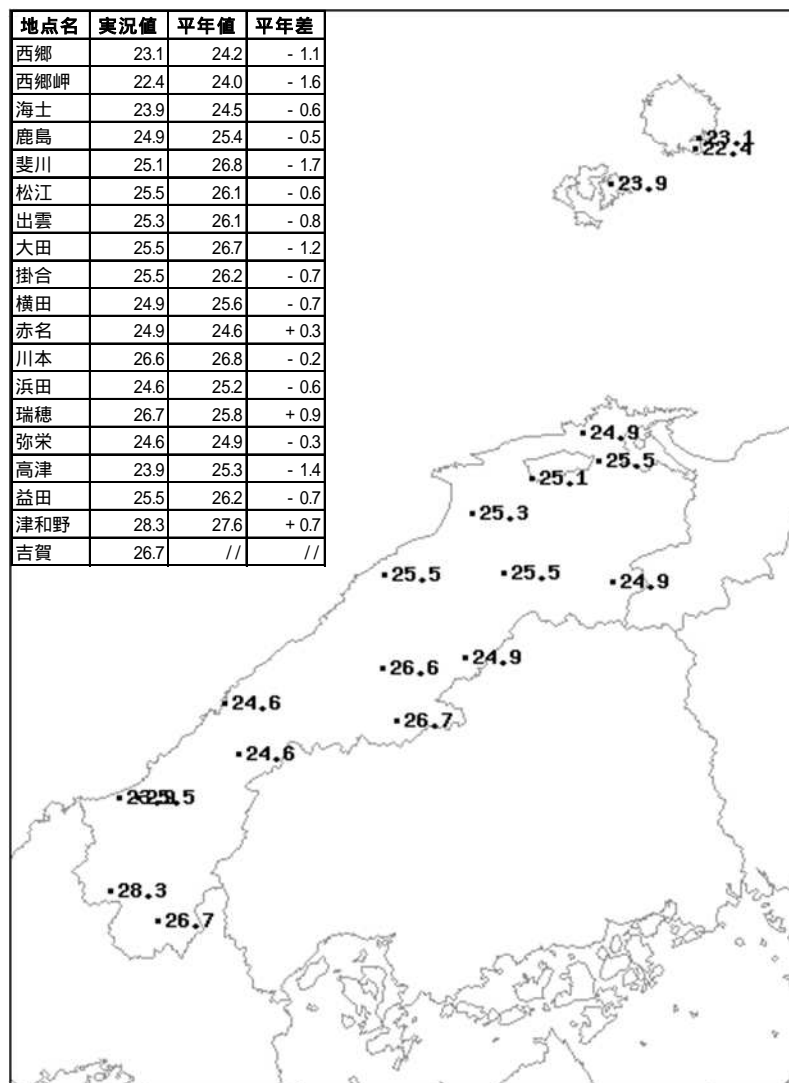 地点名 実況値 平年値 平年差
西郷 23.1 24.2 - 1.1
西郷岬 22.4 24.0 - 1.6
海士 23.9 24.5 - 0.6
鹿島 24.9 25.4 - 0.5
斐川 25.1 26.8 - 1.7
松江 25.5 26.1 - 0.6
出雲 25.3 26.1 - 0.8
大田 25.5 26.7 - 1.2
掛合 25.5 26.2 - 0.7
横田 24.9 25.6 - 0.7
赤名 24.9 24.6 + 0.3
川本 26.6 26.8 - 0.2
浜田 24.6 25.2 - 0.6
瑞穂 26.7 25.8 + 0.9
弥栄 24.6 24.9 - 0.3
高津 23.9 25.3 - 1.4
益田 25.5 26.2 - 0.7
津和野 28.3 27.6 + 0.7
吉賀 26.7 // //
23.1
22.4
23.9
24.9
25.5
25.1
25.3
25.5 25.5 24.9
24.9
26.6
24.6
26.7
24.6
23.9 25.5
28.3
26.7